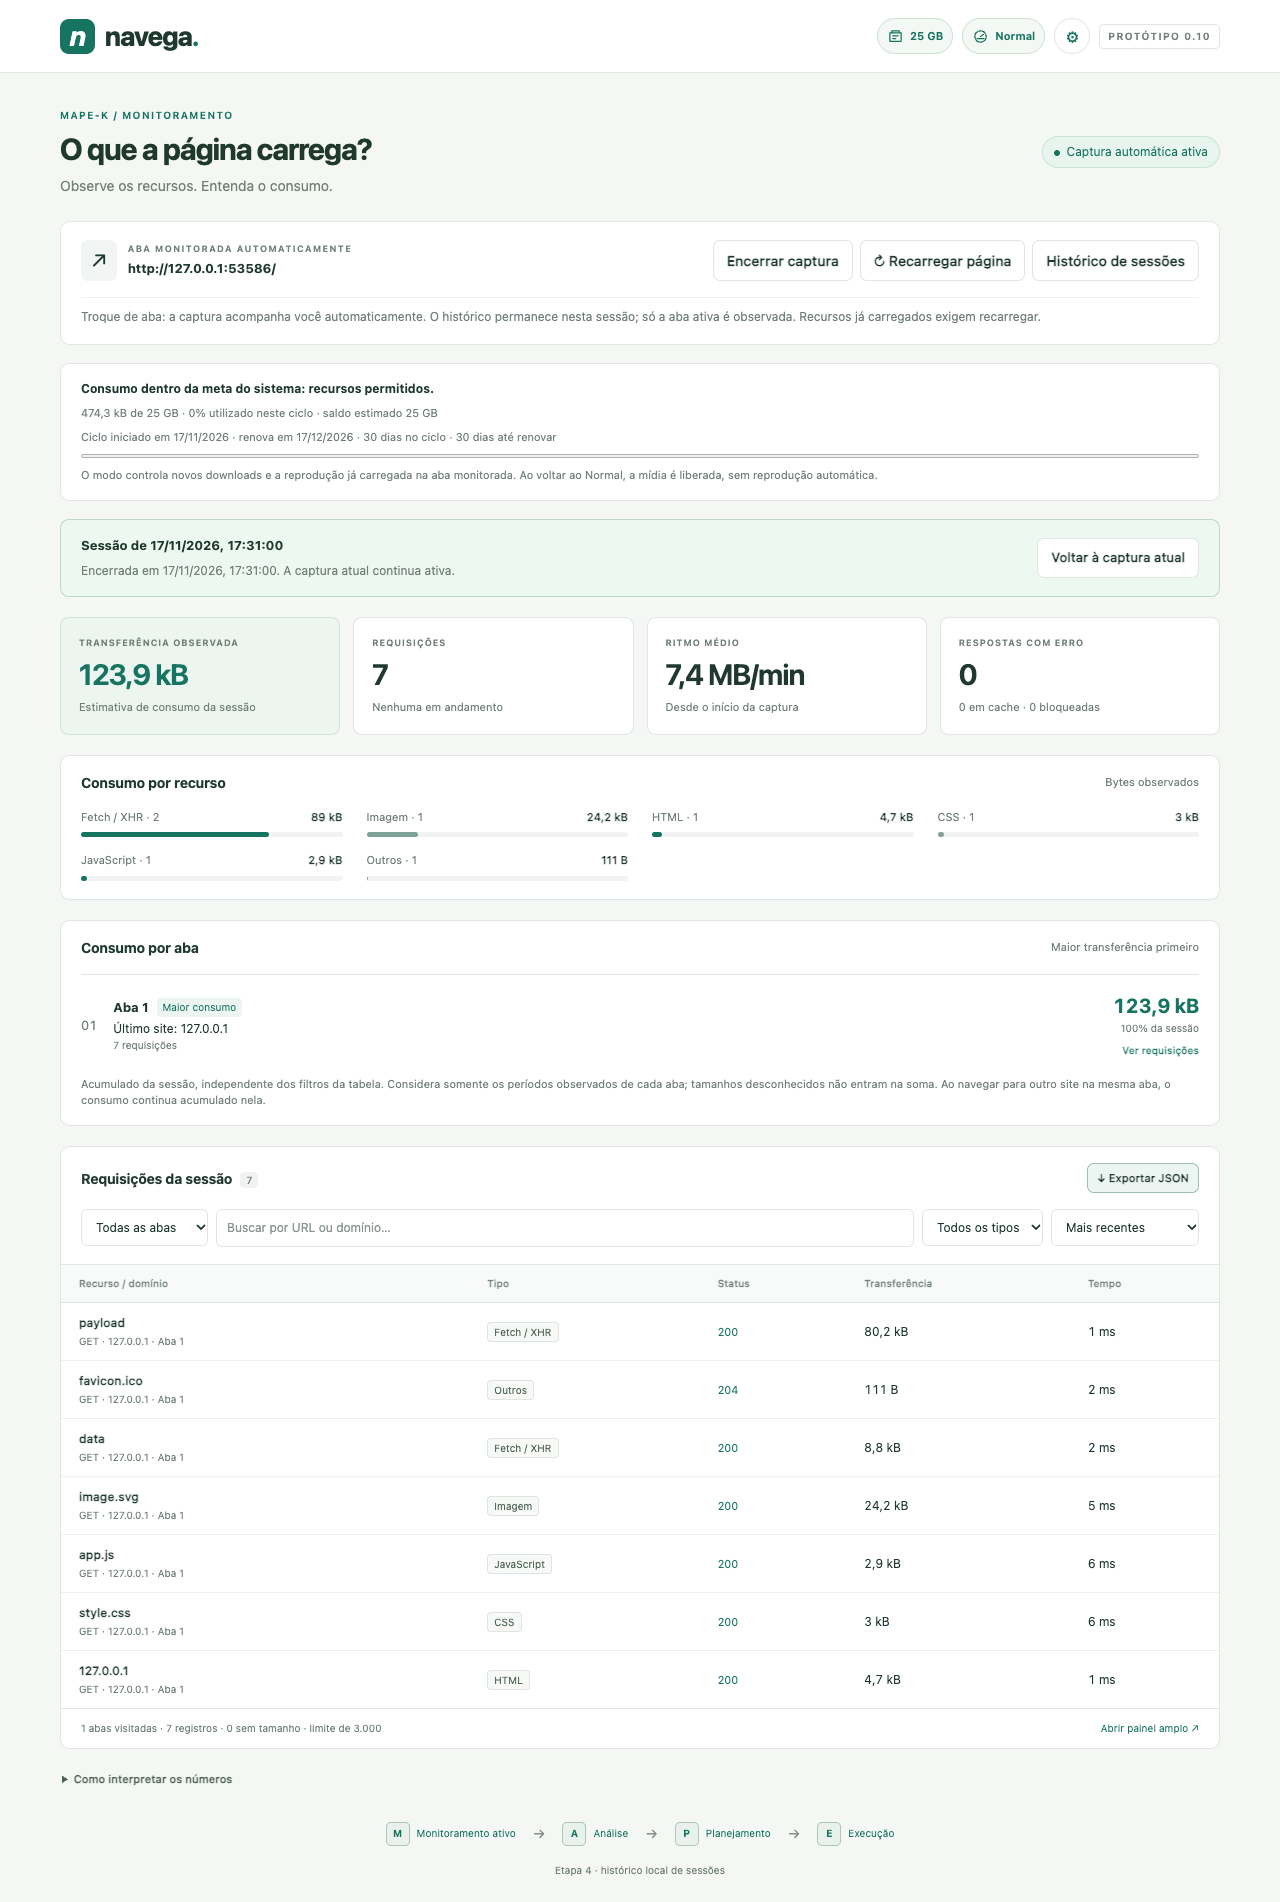 n navega.
25 GB
Normal
PROTÓTIPO 0.10
MAPE-K / MONITORAMENTO
O que a página carrega?
Captura automática ativa
Observe os recursos. Entenda o consumo.
ABA MONITORADA AUTOMATICAMENTE
http://127.0.0.1:53586/
Encerrar captura
↻ Recarregar página
Histórico de sessões
Troque de aba: a captura acompanha você automaticamente. O histórico permanece nesta sessão; só a aba ativa é observada. Recursos já carregados exigem recarregar.
Consumo dentro da meta do sistema: recursos permitidos.
474,3 kB de 25 GB · 0% utilizado neste ciclo · saldo estimado 25 GB
Ciclo iniciado em 17/11/2026 · renova em 17/12/2026 · 30 dias no ciclo · 30 dias até renovar
O modo controla novos downloads e a reprodução já carregada na aba monitorada. Ao voltar ao Normal, a mídia é liberada, sem reprodução automática.
Sessão de 17/11/2026, 17:31:00
Encerrada em 17/11/2026, 17:31:00. A captura atual continua ativa.
Voltar à captura atual
TRANSFERÊNCIA OBSERVADA
123,9 kB
Estimativa de consumo da sessão
REQUISIÇÕES
7
Nenhuma em andamento
RITMO MÉDIO
7,4 MB/min
Desde o início da captura
RESPOSTAS COM ERRO
0
0 em cache · 0 bloqueadas
Consumo por recurso
Bytes observados
Fetch / XHR · 2 89 kB
Imagem · 1 24,2 kB
HTML · 1 4,7 kB
CSS · 1 3 kB
JavaScript · 1 2,9 kB
Outros · 1 111 B
Consumo por aba
Maior transferência primeiro
01
Aba 1 Maior consumo
Último site: 127.0.0.1
7 requisições
123,9 kB
100% da sessão
Ver requisições
Acumulado da sessão, independente dos filtros da tabela. Considera somente os períodos observados de cada aba; tamanhos desconhecidos não entram na soma. Ao navegar para outro site na mesma aba, o
consumo continua acumulado nela.
Requisições da sessão 7
↓ Exportar JSON
Todas as abas
Buscar por URL ou domínio...
Todos os tipos
Mais recentes
Recurso / domínio Tipo Status Transferência Tempo
payload
GET · 127.0.0.1 · Aba 1
Fetch / XHR 200 80,2 kB 1 ms
favicon.ico
GET · 127.0.0.1 · Aba 1
Outros 204 111 B 2 ms
data
GET · 127.0.0.1 · Aba 1
Fetch / XHR 200 8,8 kB 2 ms
image.svg
GET · 127.0.0.1 · Aba 1
Imagem 200 24,2 kB 5 ms
app.js
GET · 127.0.0.1 · Aba 1
JavaScript 200 2,9 kB 6 ms
style.css
GET · 127.0.0.1 · Aba 1
CSS 200 3 kB 6 ms
127.0.0.1
GET · 127.0.0.1 · Aba 1
HTML 200 4,7 kB 1 ms
1 abas visitadas · 7 registros · 0 sem tamanho · limite de 3.000
Abrir painel amplo ↗
Como interpretar os números
M Monitoramento ativo → A Análise → P Planejamento → E Execução
Etapa 4 · histórico local de sessões